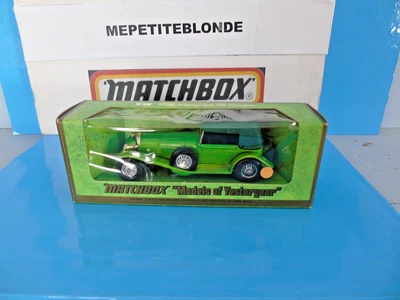 MEPETITEBLONDE
"MATCHBOX"
MATCHBOX "Models of Yesteryear"